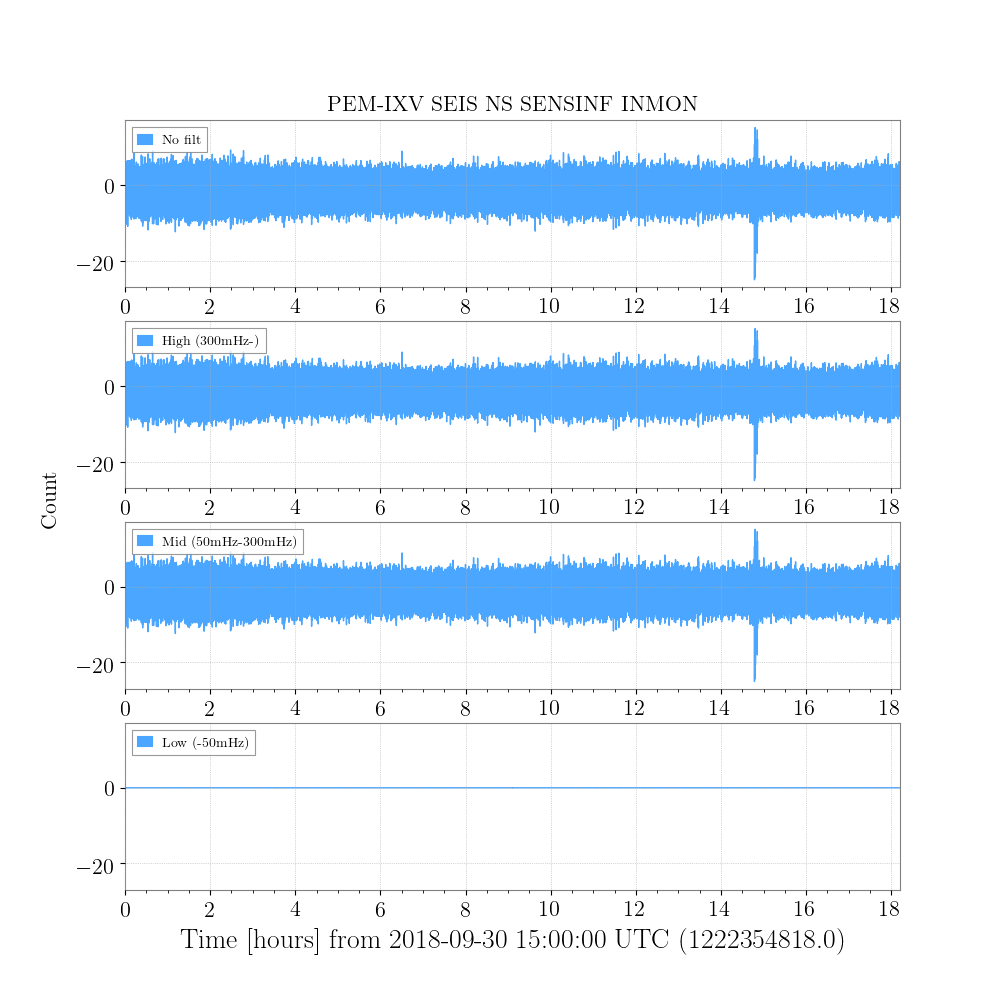 PEM-IXV SEIS NS SENSINF INMON
No filt
0
−20
0 2 4 6 8 10 12 14 16 18
High (300mHz-)
0
−20
0 2 4 6 8 10 12 14 16 18
Count
Mid (50mHz-300mHz)
0
−20
0 2 4 6 8 10 12 14 16 18
Low (-50mHz)
0
−20
0 2 4 6 8 10 12 14 16 18
Time [hours] from 2018-09-30 15:00:00 UTC (1222354818.0)